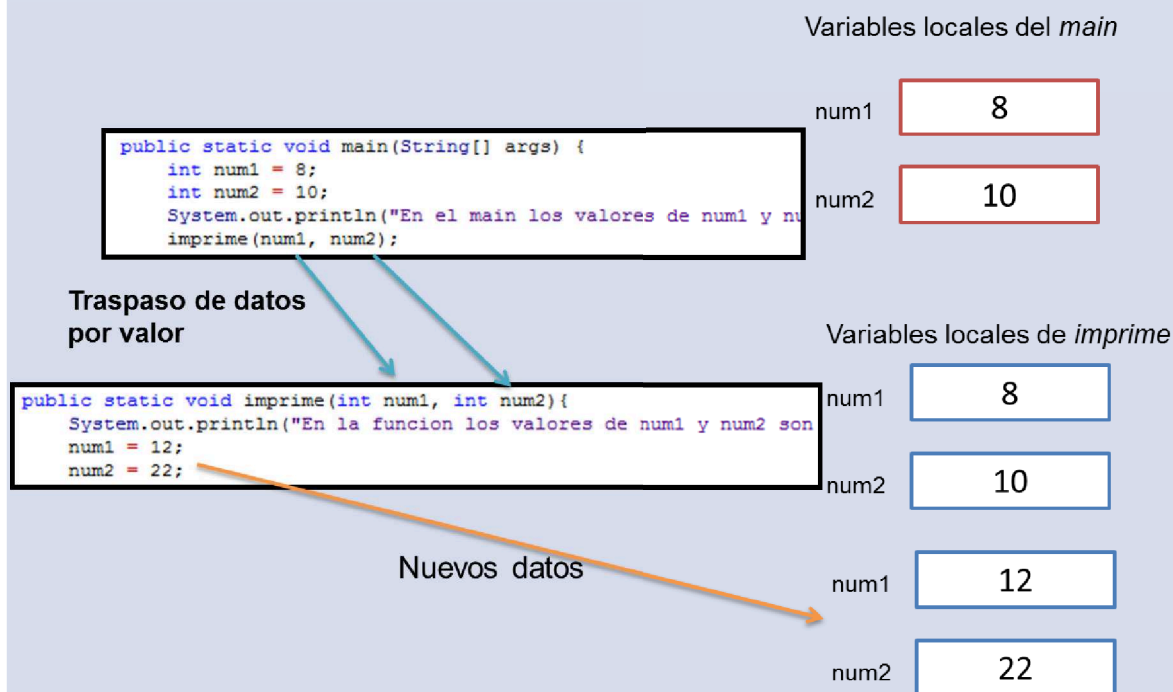 Variables locales del main
num1 8
num2 10
public static void main(String[] args) {
int num1 = 8;
int num2 = 10;
System.out.println("En el main los valores de num1 y nu
imprime(num1, num2);
Traspaso de datos
por valor
Variables locales de imprime
num1 8
num2 10
public static void imprime(int num1, int num2){
System.out.println("En la funcion los valores de num1 y num2 son
num1 = 12;
num2 = 22;
Nuevos datos
num1 12
num2 22